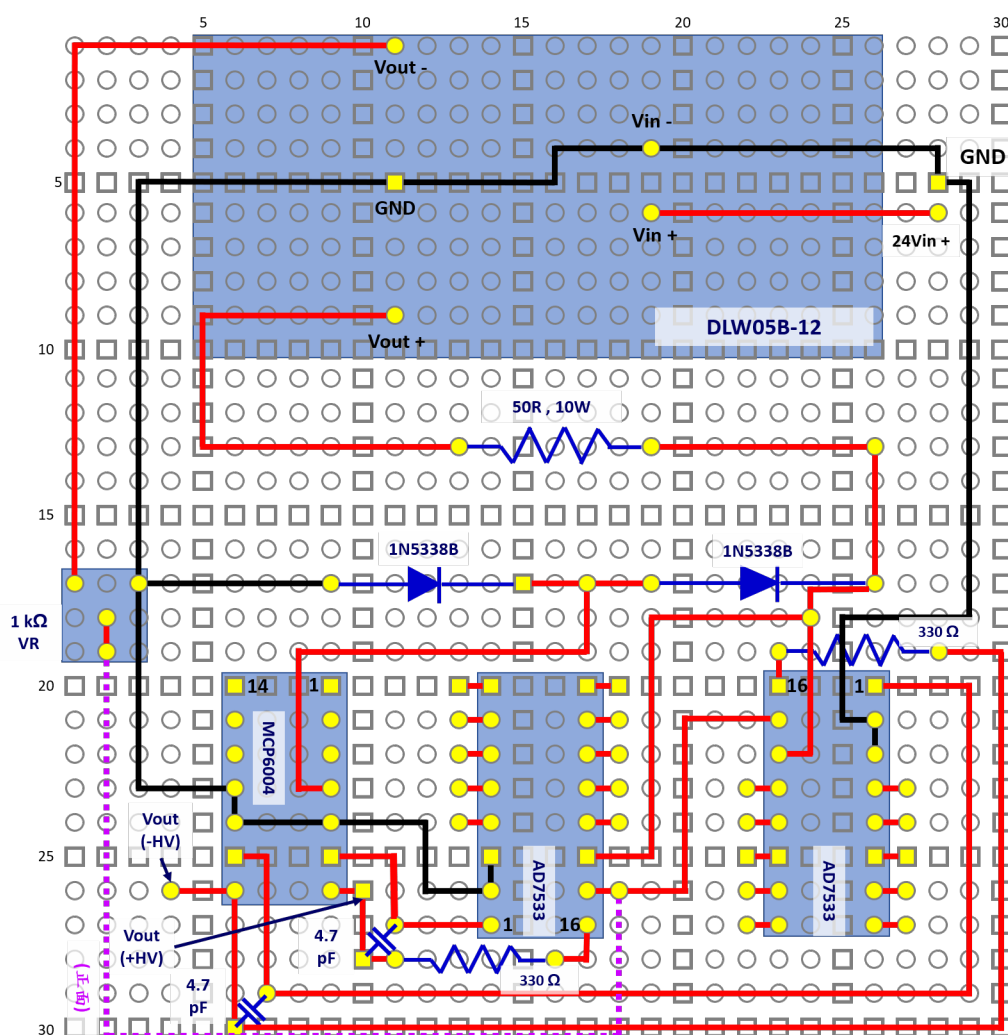 5
10
15
20
25
30
Vout -
Vin -
GND
5
GND
Vin +
24Vin +
DLW05B-12
Vout +
10
50R , 10W
15
1N5338B
1N5338B
1 kΩ
VR
330 Ω
20
14
1
16
1
MCP6004
Vout
(-HV)
25
AD7533
AD7533
1
16
Vout
(+HV)
4.7
pF
(正面)
330 Ω
4.7
pF
30